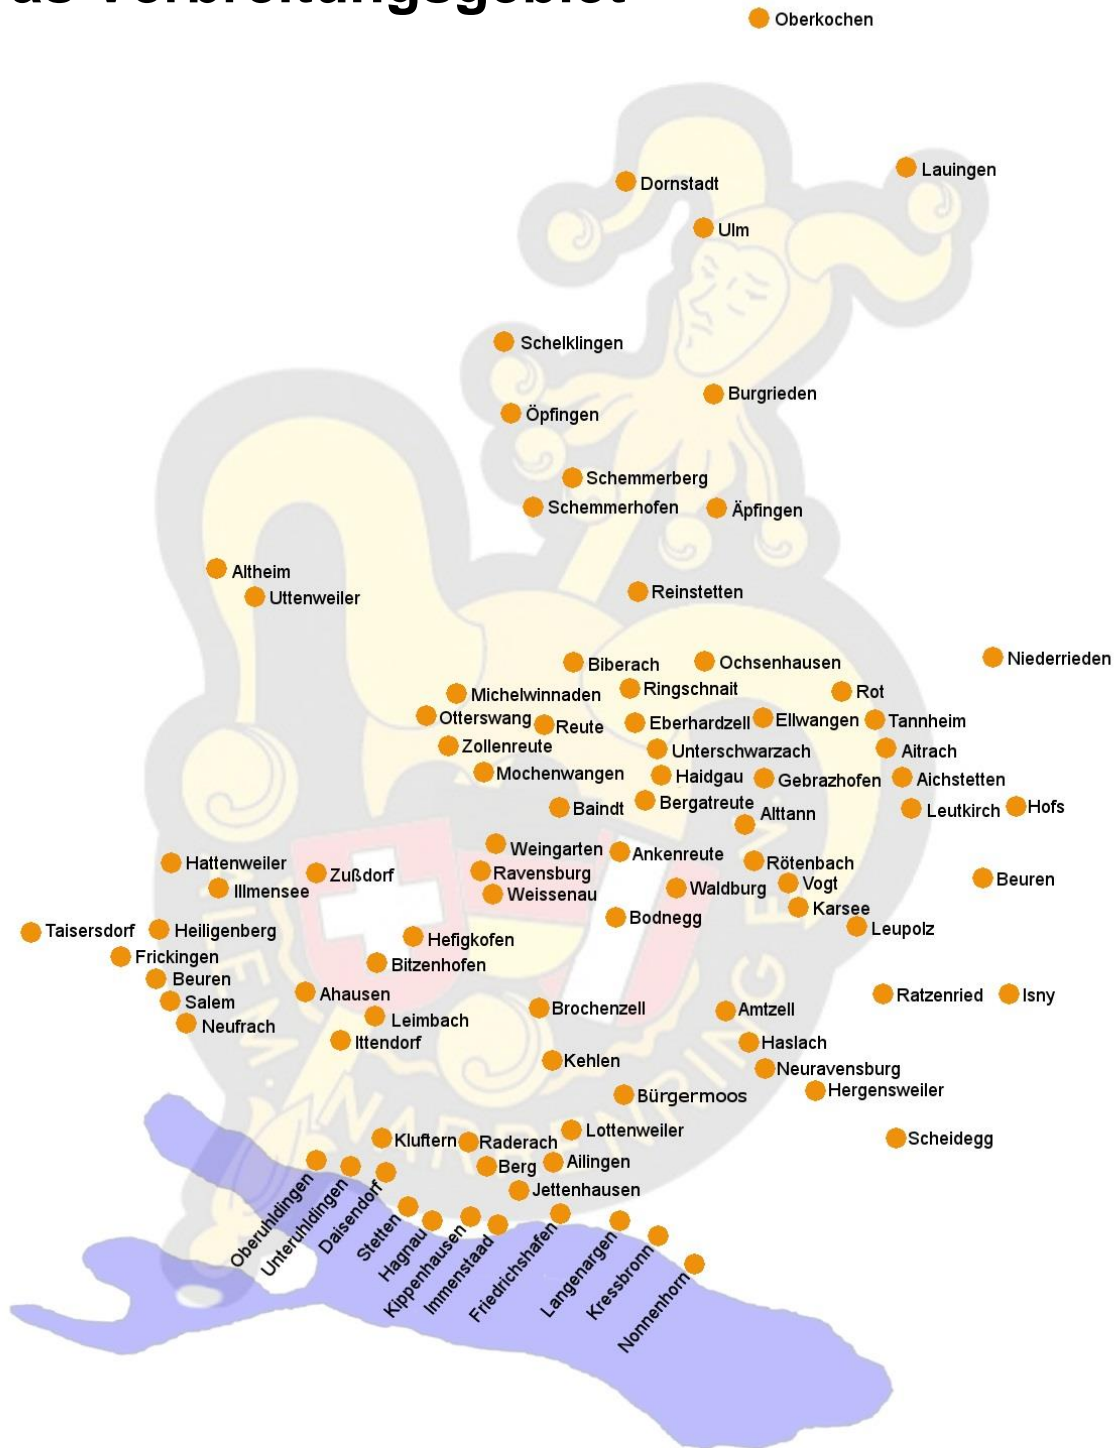 as Verbreitungsgebiet
Oberkochen
Lauingen
Dornstadt
Ulm
Schelklingen
Burgrieden
Öpfingen
Schemmerberg
Schemmerhofen
Äpfingen
Altheim
Uttenweiler
Reinstetten
Biberach
Ochsenhausen
Niederrieden
Michelwinnaden
Ringschnait
Rot
Otterswang
Reute
Eberhardzell
Ellwangen
Tannheim
Zollenreute
Unterschwarzach
Aitrach
Mochenwangen
Haidgau
Gebrazhofen
Aichstetten
Baindt
Bergatreute
Alttann
Leutkirch
Hofs
Weingarten
Ankenreute
Rötenbach
Hattenweiler
Zußdorf
Ravensburg
Illmensee
Weissenau
Waldburg
Vogt
Beuren
Karsee
Bodnegg
Leupolz
Taisersdorf
Heiligenberg
Hefigkofen
Frickingen
Bitzenhofen
Beuren
Ahausen
Salem
Ratzenried
Isny
Neufrach
Leimbach
Brochenzell
Amtzell
Ittendorf
Haslach
Kehlen
Neuravensburg
Bürgermoos
Hergensweiler
Kluftern
Raderach
Lottenweiler
Scheidegg
Berg
Ailingen
Jettenhausen
Oberuhldingen
Unteruhldingen
Daisendorf
Stetten
Hagnau
Kippenhausen
Immenstaad
Friedrichshafen
Langenargen
Kressbronn
Nonnenhorn
NARRENRING